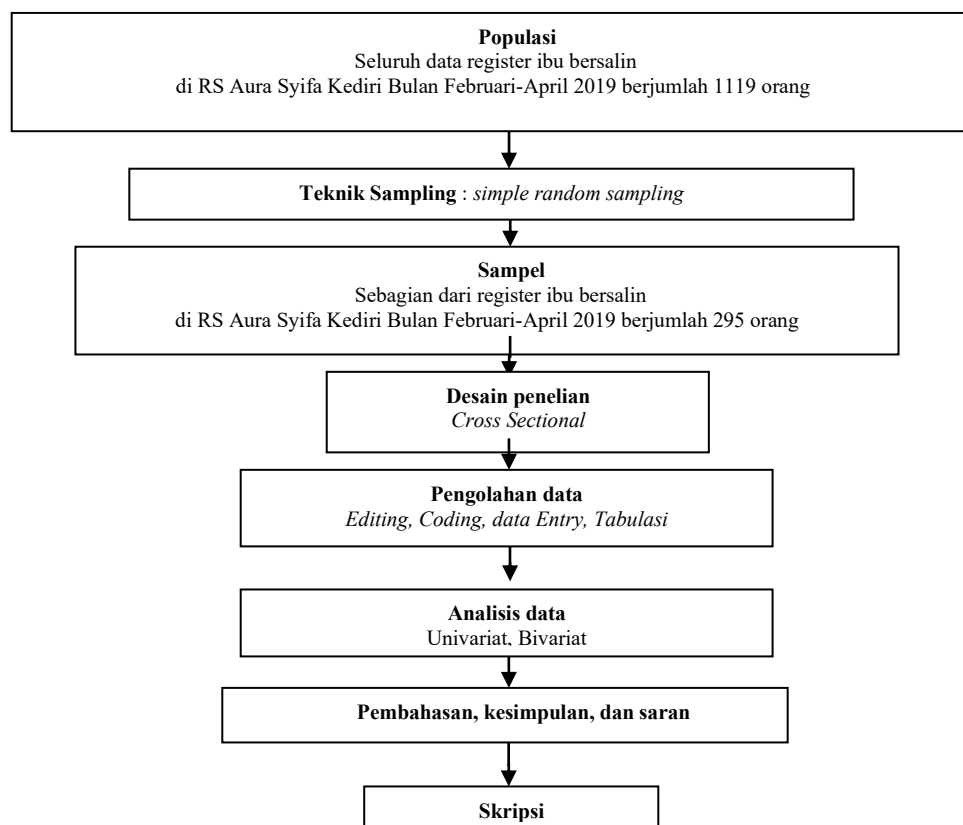 Populasi
Seluruh data register ibu bersalin
di RS Aura Syifa Kediri Bulan Februari-April 2019 berjumlah 1119 orang
Teknik Sampling : simple random sampling
Sampel
Sebagian dari register ibu bersalin
di RS Aura Syifa Kediri Bulan Februari-April 2019 berjumlah 295 orang
Desain penelian
Cross Sectional
Pengolahan data
Editing, Coding, data Entry, Tabulasi
Analisis data
Univariat, Bivariat
Pembahasan, kesimpulan, dan saran
Skripsi